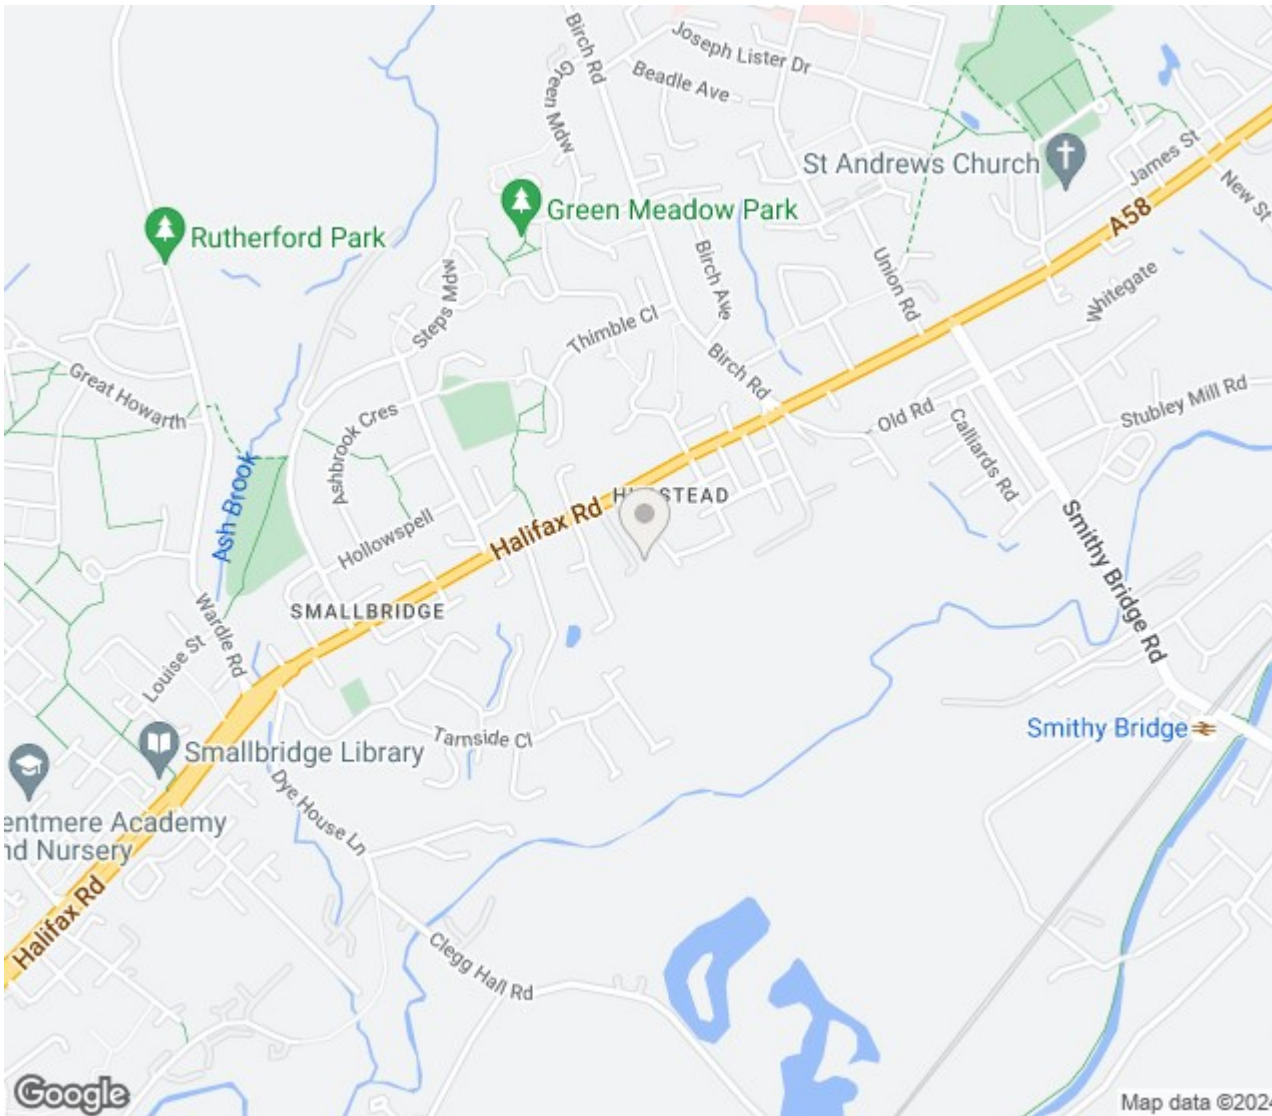 Birch Rd
Joseph Lister Dr
Beadle Ave
Green Mdw
St Andrews Church
James St
New St
A58
Green Meadow Park
Rutherford Park
Birch Ave
Union Rd
Whitegate
Steps Mdw
Thimble Cl
Birch Rd
Great Howarth
Ashbrook Cres
Old Rd
Calliards Rd
Stubley Mill Rd
Ash Brook
Halifax Rd
STEAD
Hollowspell
Smithy Bridge Rd
SMALLBRIDGE
Wardle Rd
Louise St
Tarnside Cl
Smithy Bridge
Smallbridge Library
Dye House Ln
entmere Academy
nd Nursery
Halifax Rd
Clegg Hall Rd
Google
Map data ©2024